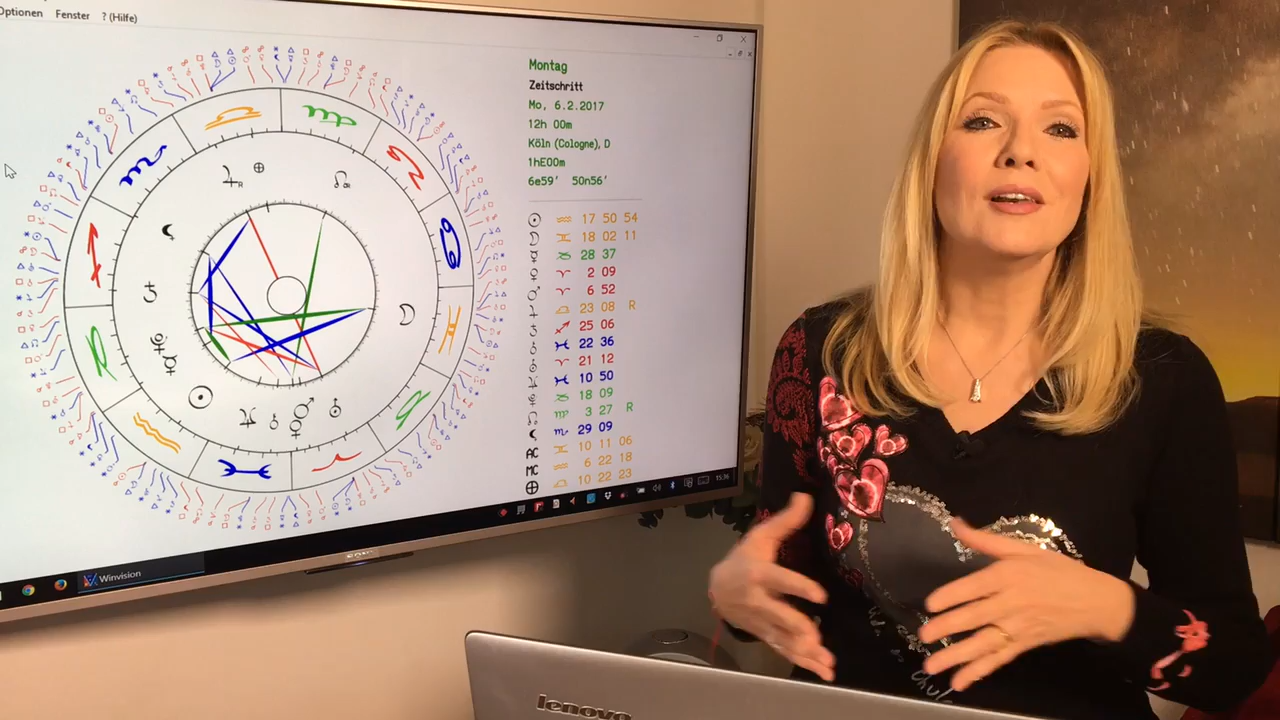 Optionen Fenster ? (Hilfe)
Montag
Zeitschritt
Mo, 6.2.2017
12h 00m
Köln (Cologne), D
1hE00m
6e59' 50n56'
☉ ♒ 17 50 54
☽ ♊ 18 02 11
☿ ♑ 28 37
♀ ♈ 2 09
♂ ♈ 6 52
♃ ♎ 23 08 R
♄ ♐ 25 06
⚷ ♓ 22 36
♅ ♈ 21 12
♆ ♓ 10 50
♇ ♑ 18 09
☊ ♍ 3 27 R
⚸ ♏ 29 09
AC ♊ 10 11 06
MC ♒ 6 22 18
⊕ ♎ 10 22 23
15:36
SONY
Winvision
lenovo